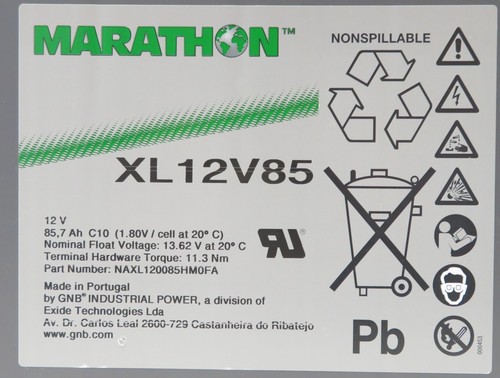 MARATHON™
NONSPILLABLE
XL12V85
12 V
85,7 Ah C10 (1.80V / cell at 20° C)
Nominal Float Voltage: 13.62 V at 20° C
Terminal Hardware Torque: 11.3 Nm
Part Number: NAXL120085HM0FA
Made in Portugal
by GNB® INDUSTRIAL POWER, a division of
Exide Technologies Lda
Av. Dr. Carlos Leal 2600-729 Castanheira do Ribatejo
www.gnb.com
Pb
000453